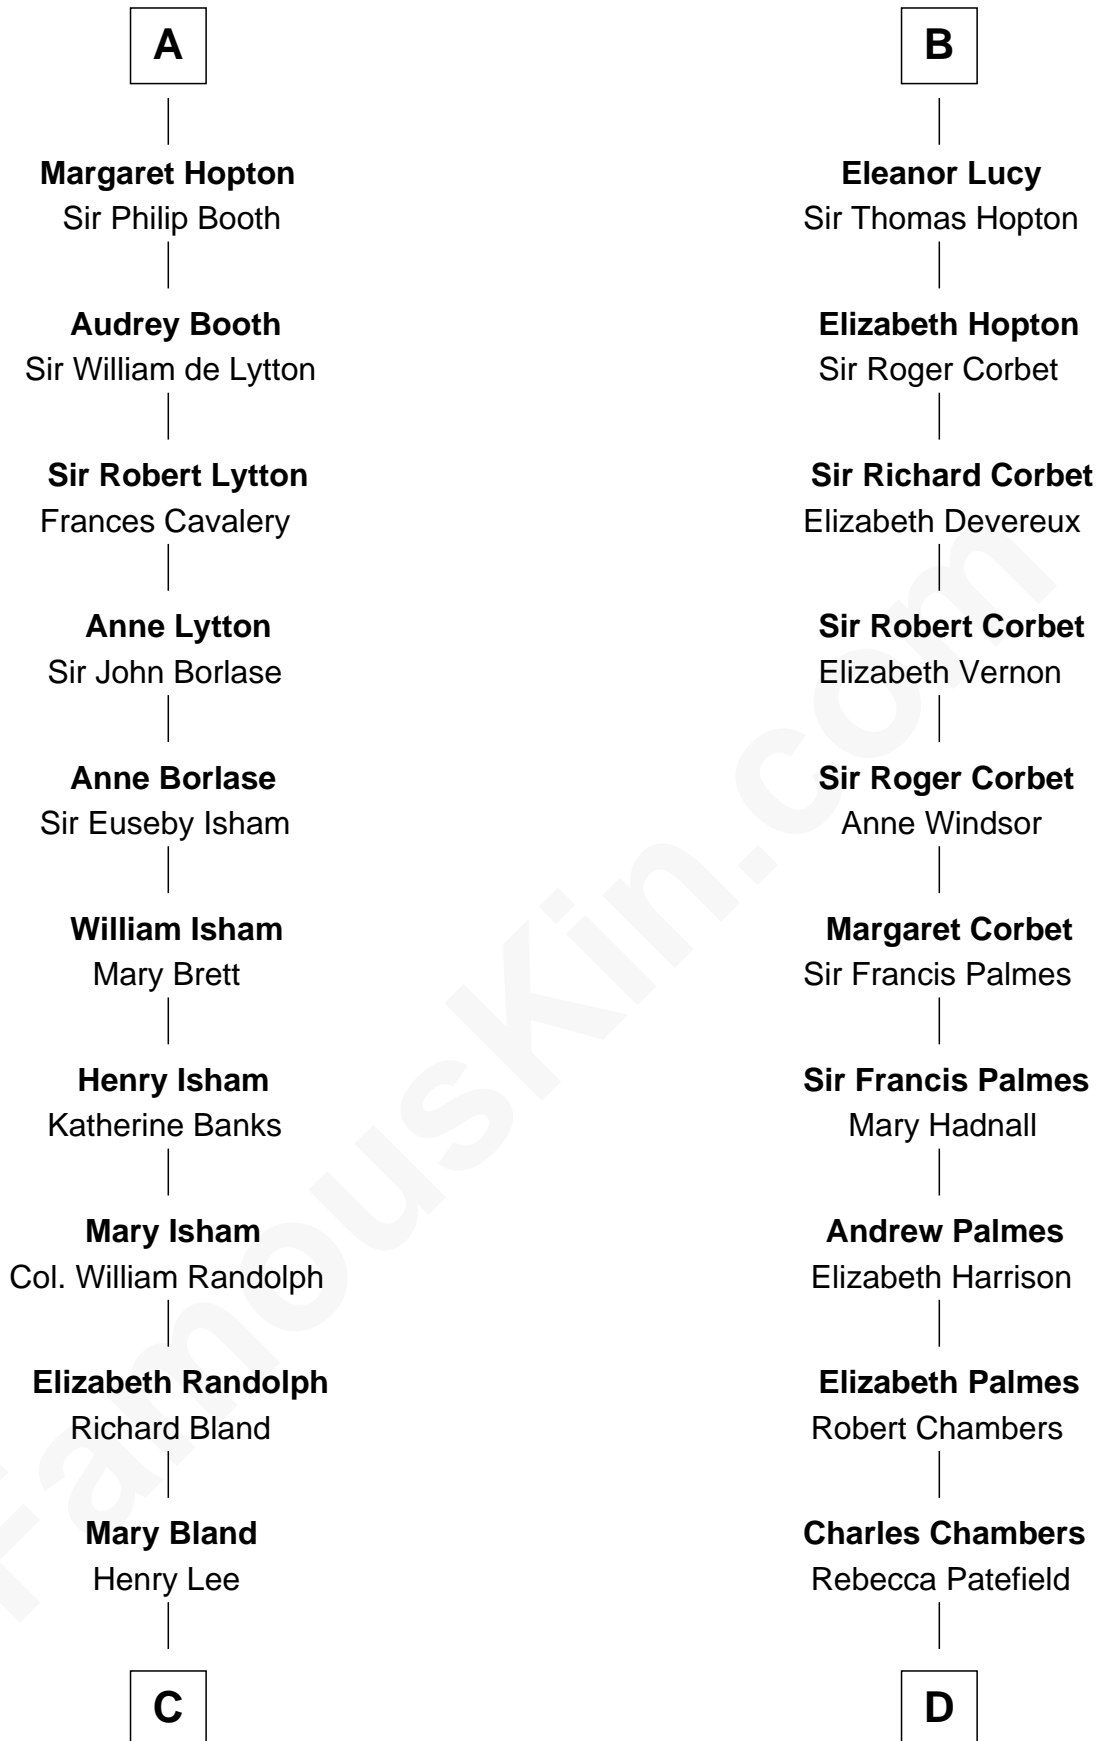 A
Margaret Hopton
Sir Philip Booth
Audrey Booth
Sir William de Lytton
Sir Robert Lytton
Frances Cavalery
Anne Lytton
Sir John Borlase
Anne Borlase
Sir Euseby Isham
William Isham
Mary Brett
Henry Isham
Katherine Banks
Mary Isham
Col. William Randolph
Elizabeth Randolph
Richard Bland
Mary Bland
Henry Lee
C
B
Eleanor Lucy
Sir Thomas Hopton
Elizabeth Hopton
Sir Roger Corbet
Sir Richard Corbet
Elizabeth Devereux
Sir Robert Corbet
Elizabeth Vernon
Sir Roger Corbet
Anne Windsor
Margaret Corbet
Sir Francis Palmes
Sir Francis Palmes
Mary Hadnall
Andrew Palmes
Elizabeth Harrison
Elizabeth Palmes
Robert Chambers
Charles Chambers
Rebecca Patefield
D
FamousKin.com